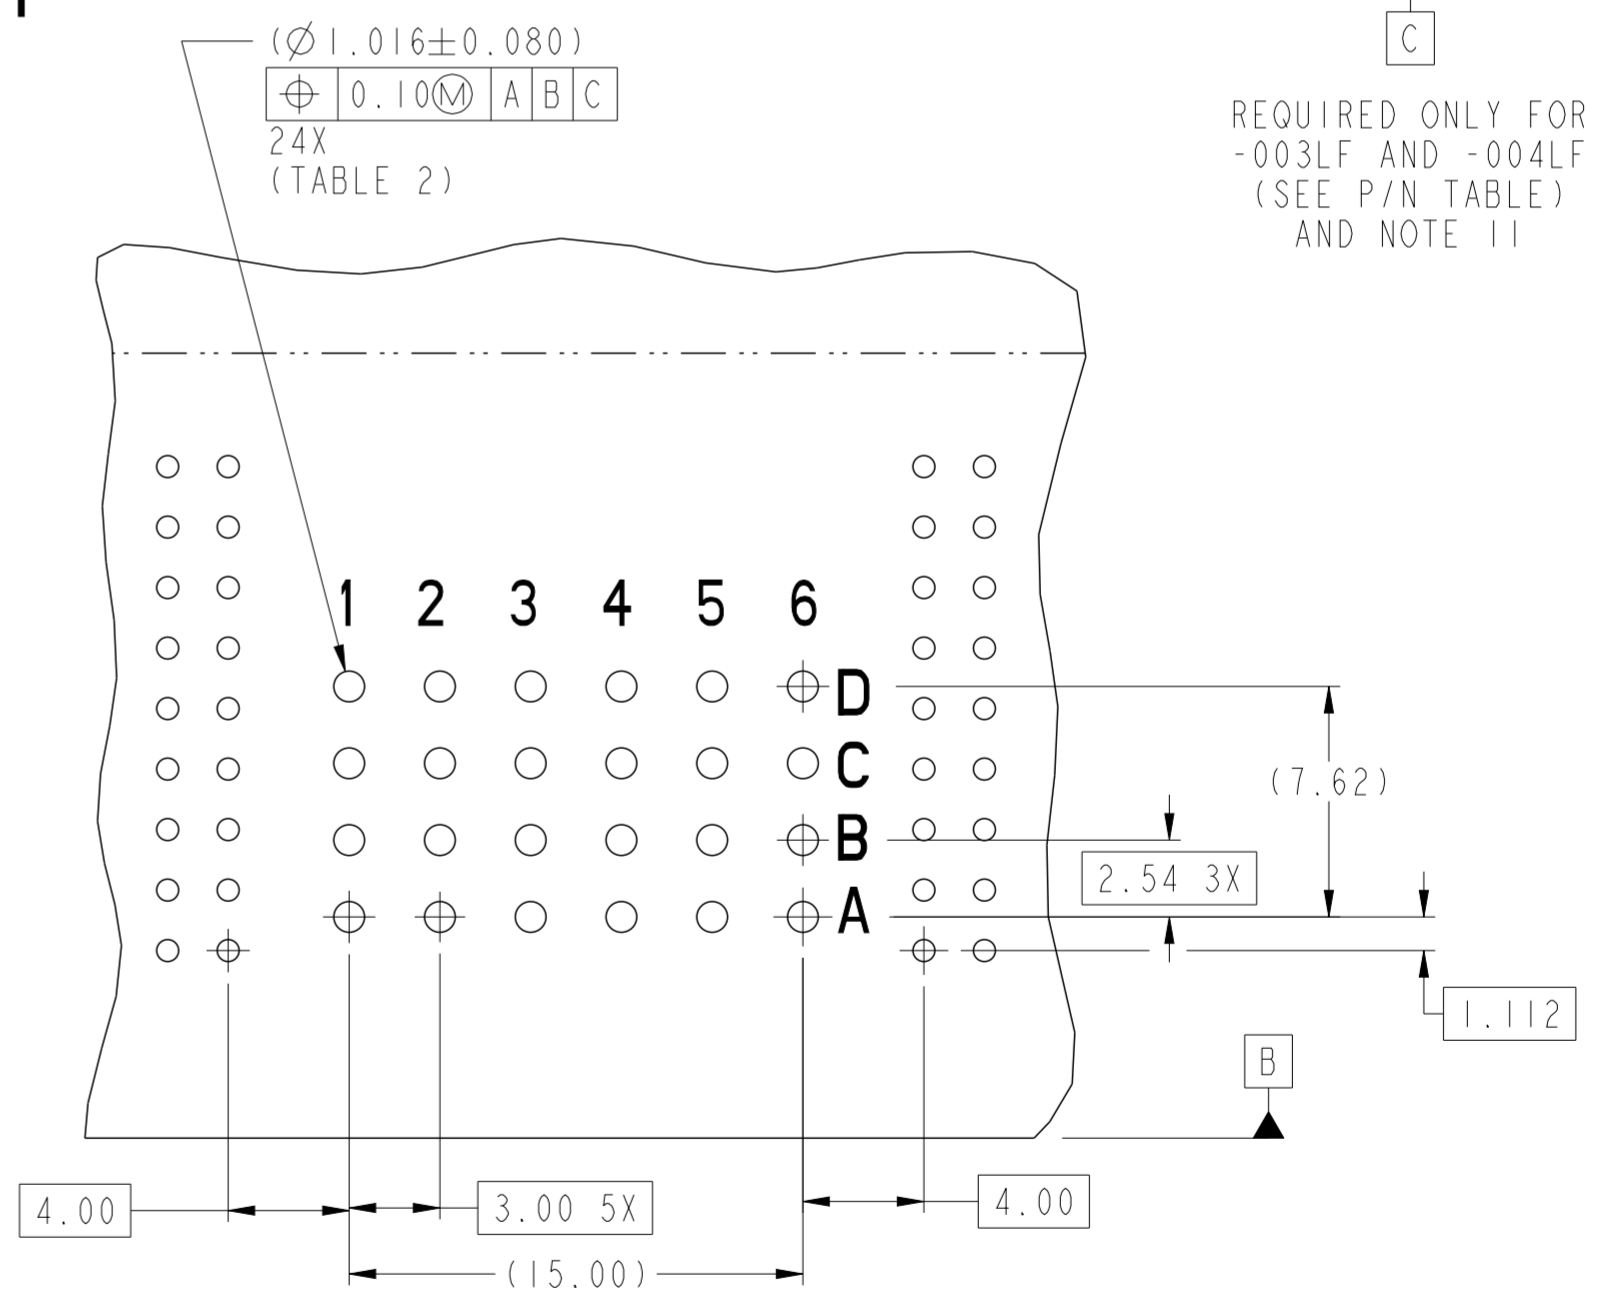 (⌀1.016±0.080)
⌖ 0.10Ⓜ A B C
24X
(TABLE 2)
C
REQUIRED ONLY FOR
-003LF AND -004LF
(SEE P/N TABLE)
AND NOTE 11
1 2 3 4 5 6
D
C
B
A
(7.62)
2.54 3X
1.112
B
4.00
3.00 5X
4.00
(15.00)